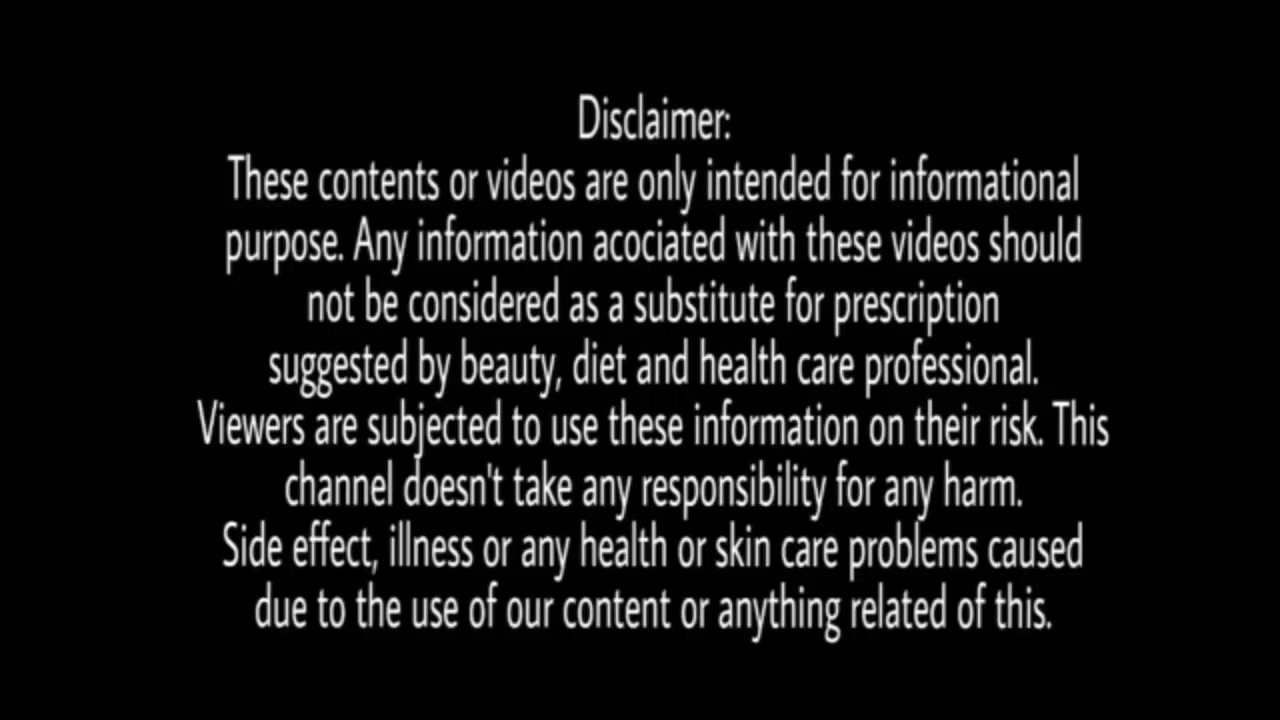 Disclaimer:
These contents or videos are only intended for informational
purpose. Any information acociated with these videos should
not be considered as a substitute for prescription
suggested by beauty, diet and health care professional.
Viewers are subjected to use these information on their risk. This
channel doesn't take any responsibility for any harm.
Side effect, illness or any health or skin care problems caused
due to the use of our content or anything related of this.